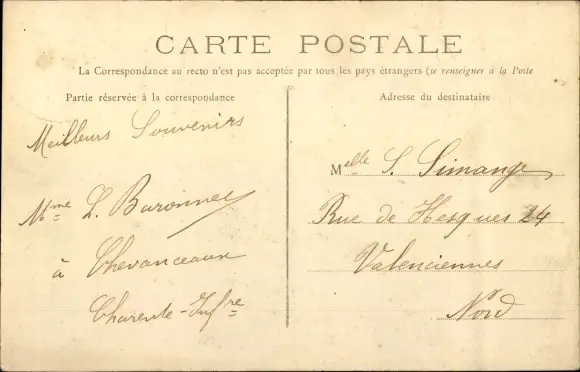 CARTE POSTALE
La Correspondance au recto n'est pas acceptée par tous les pays étrangers (se renseigner à la Poste
Partie réservée à la correspondance
Meilleurs Souvenirs
Mme L. Baronnet
à Chevanceaux
Charente-Infre
Adresse du destinataire
Melle S. Simange
Rue de Hesques 24
Valenciennes
Nord